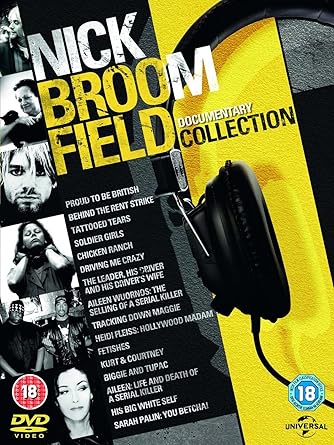 NICK
BROOM
FIELD
DOCUMENTARY
COLLECTION
PROUD TO BE BRITISH
BEHIND THE RENT STRIKE
TATTOOED TEARS
SOLDIER GIRLS
CHICKEN RANCH
DRIVING ME CRAZY
THE LEADER, HIS DRIVER
AND HIS DRIVER'S WIFE
AILEEN WUORNOS: THE
SELLING OF A SERIAL KILLER
TRACKING DOWN MAGGIE
HEIDI FLEISS: HOLLYWOOD MADAM
FETISHES
KURT & COURTNEY
BIGGIE AND TUPAC
AILEEN: LIFE AND DEATH OF
A SERIAL KILLER
HIS BIG WHITE SELF
SARAH PALIN: YOU BETCHA!
18
DVD
VIDEO
18
UNIVERSAL